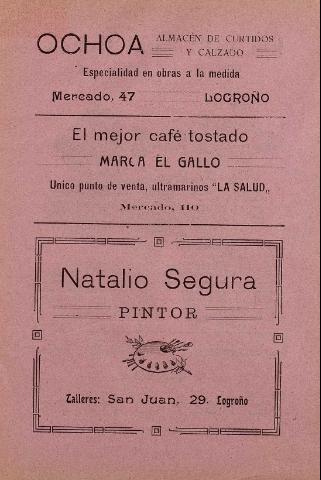 OCHOA ALMACÉN DE CURTIDOS
Y CALZADO
Especialidad en obras a la medida
Mercado, 47 LOGROÑO
El mejor café tostado
MARCA EL GALLO
Unico punto de venta, ultramarinos "LA SALUD„
Mercado, 110
Natalio Segura
PINTOR
Talleres: San Juan, 29. Logroño